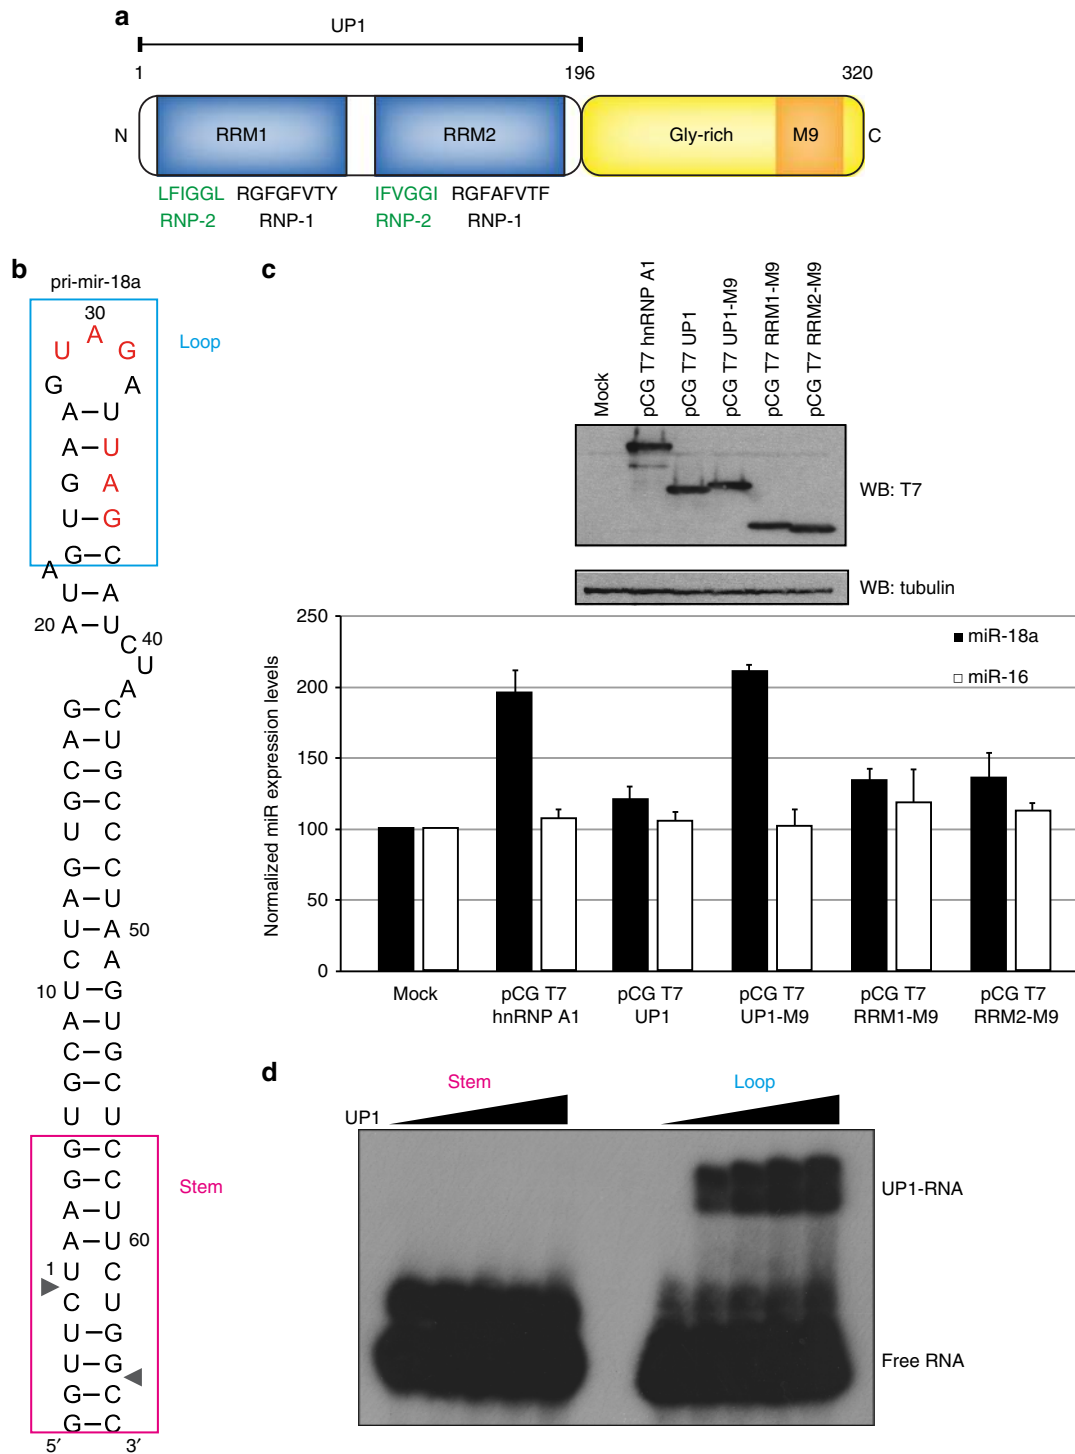 a
UP1
1 196 320
N RRM1 RRM2 Gly-rich M9 C
LFIGGL RGFGFVTY IFVGGI RGFAFVTF
RNP-2 RNP-1 RNP-2 RNP-1
b
pri-mir-18a
30
A
U G
Loop
G A
A–U
A–U
G A
U–G
G–C
A
U–A
20 A–U
C 40
U
A
G–C
A–U
C–G
G–C
U C
G–C
A–U
U–A 50
C A
10 U–G
A–U
C–G
G–C
U U
G–C
G–C
Stem
A–U
A–U 60
1 U C
C U
U–G
U–G
G–C
G–C
5′ 3′
c
Mock
pCG T7 hnRNP A1
pCG T7 UP1
pCG T7 UP1-M9
pCG T7 RRM1-M9
pCG T7 RRM2-M9
WB: T7
WB: tubulin
Normalized miR expression levels
250
200
150
100
50
0
miR-18a
miR-16
Mock
pCG T7
hnRNP A1
pCG T7
UP1
pCG T7
UP1-M9
pCG T7
RRM1-M9
pCG T7
RRM2-M9
d
Stem Loop
UP1
UP1-RNA
Free RNA